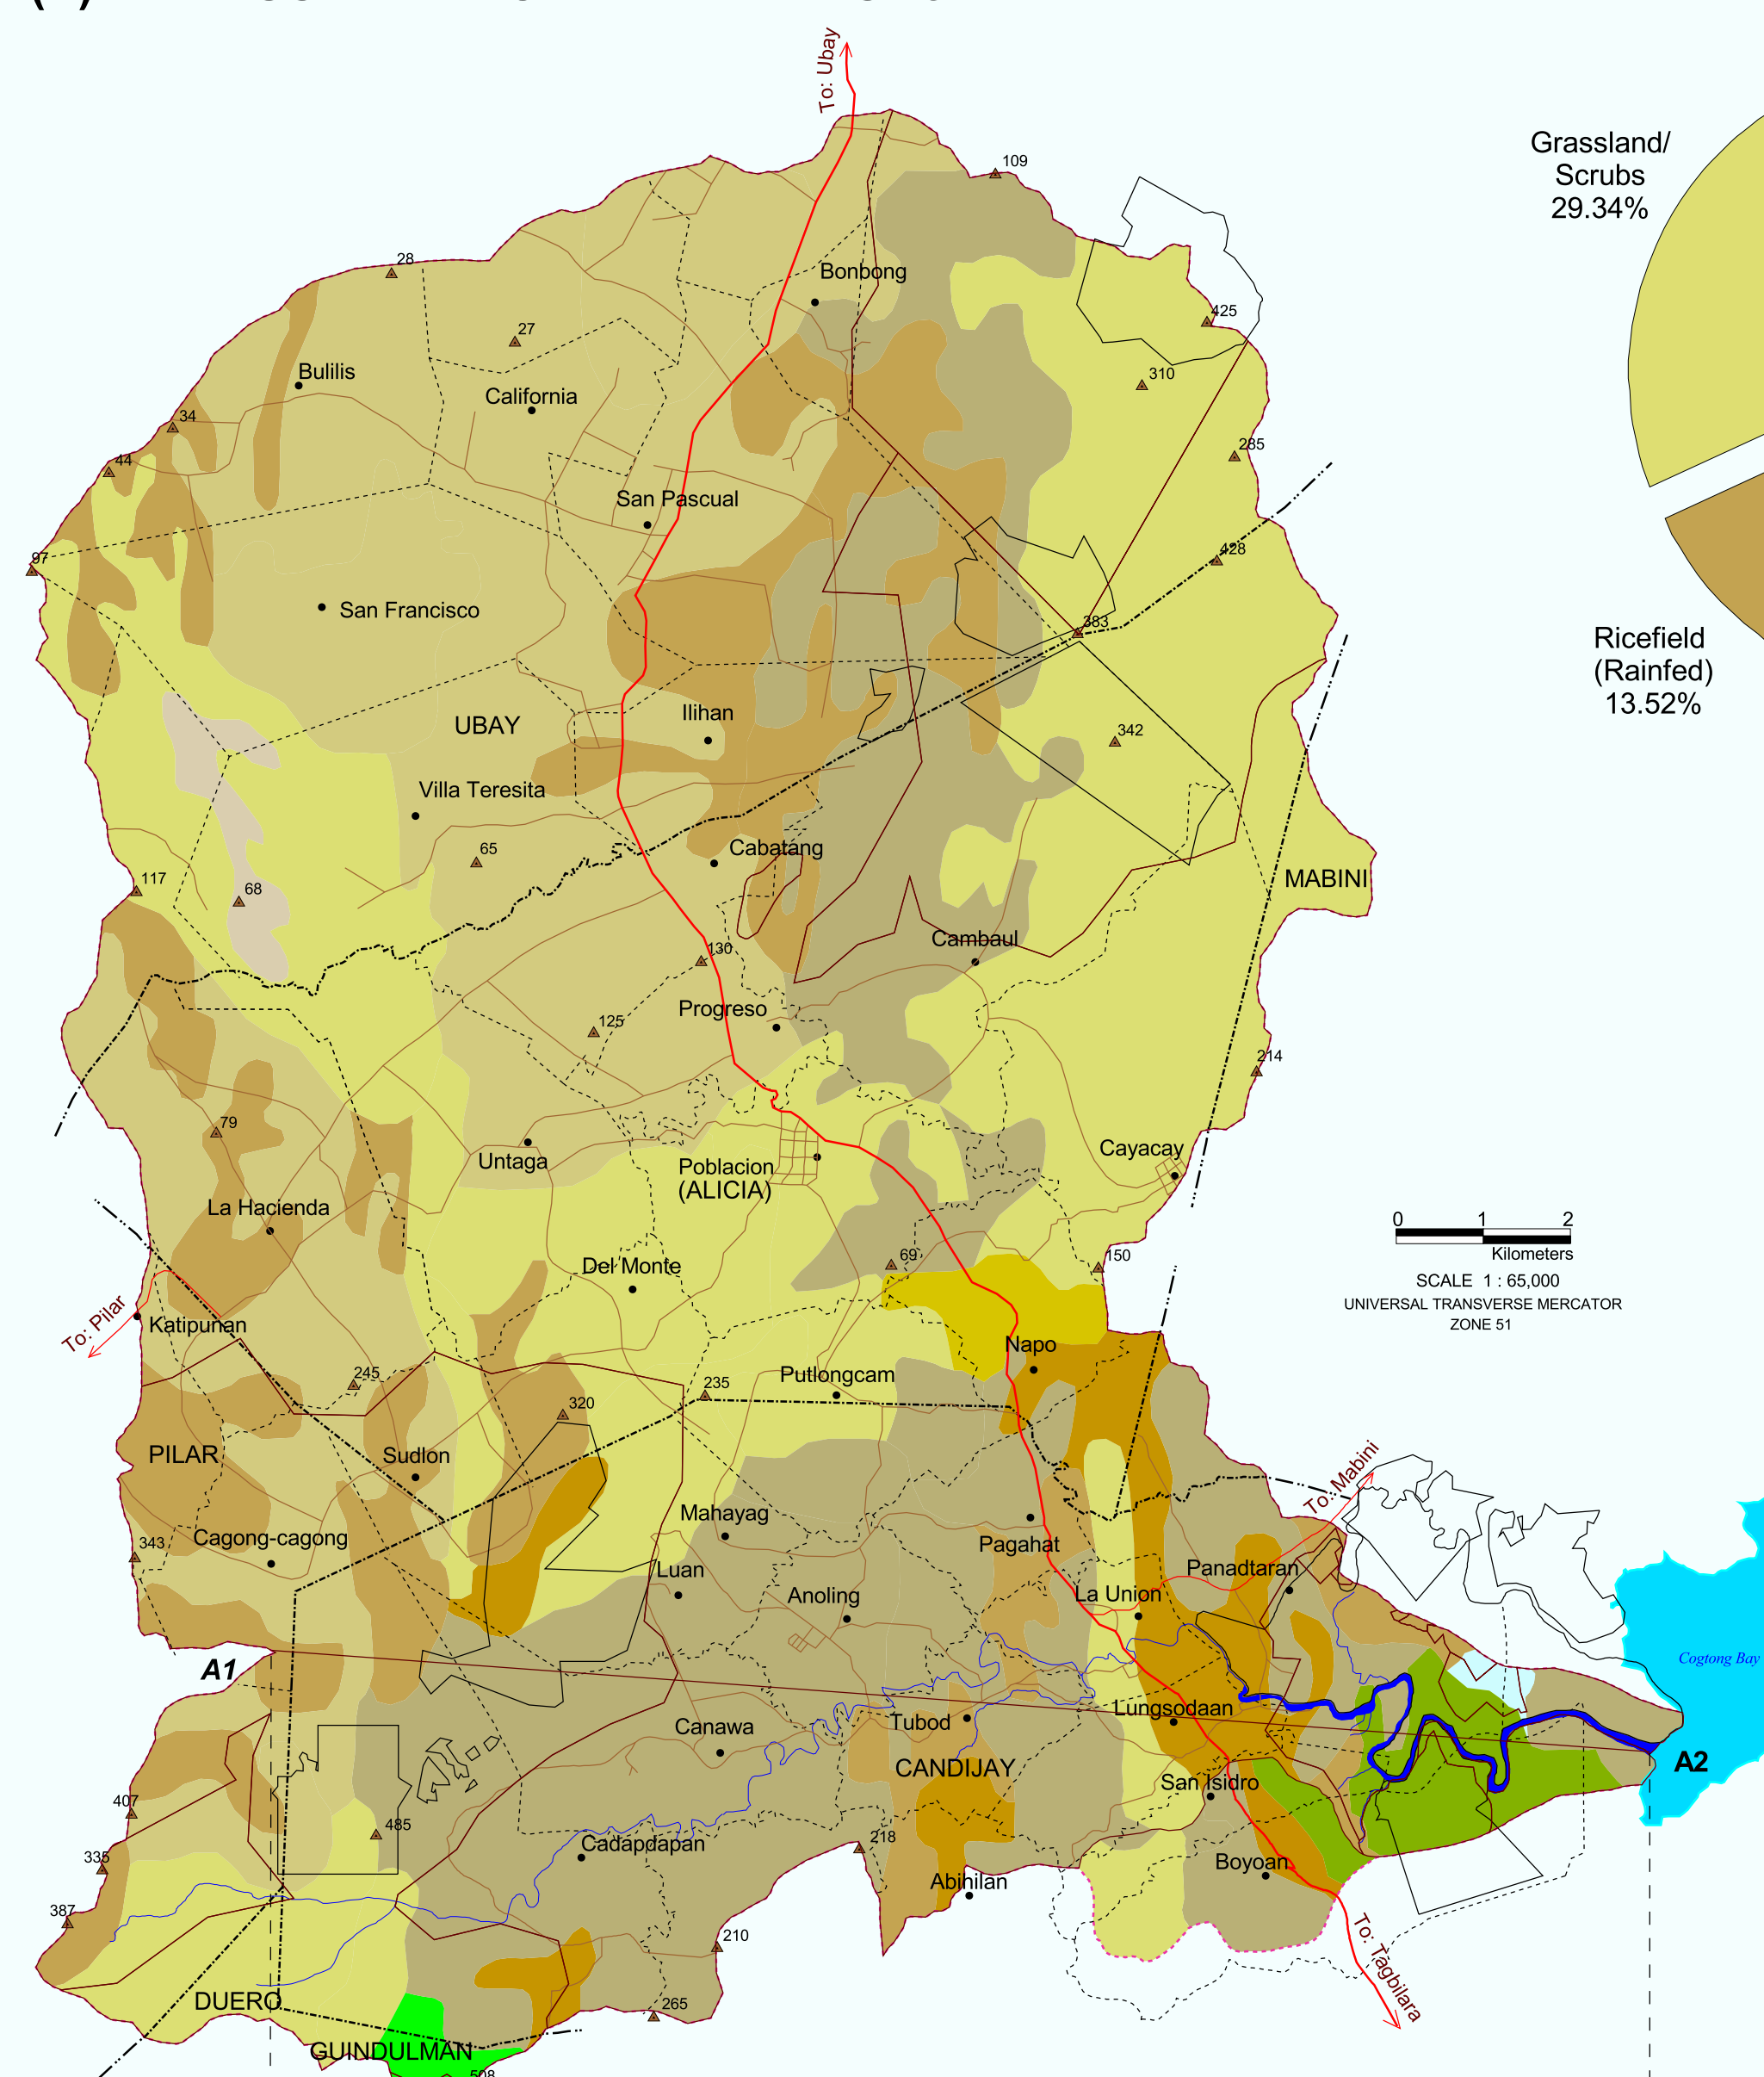 To: Ubay
109
Grassland/
Scrubs
29.34%
28
Bonbong
425
27
310
Bulilis
California
34
285
44
San Pascual
97
428
San Francisco
383
Ricefield
(Rainfed)
13.52%
UBAY
Ilihan
342
Villa Teresita
65
Cabatang
117
68
MABINI
130
Cambaul
Progreso
125
214
79
Untaga
Poblacion
(ALICIA)
Cayacay
La Hacienda
0 1 2
Kilometers
SCALE 1 : 65,000
UNIVERSAL TRANSVERSE MERCATOR
ZONE 51
69
150
Del Monte
To: Pilar
Katipunan
Napo
245
235
Putlongcam
320
PILAR
Sudlon
To: Mabini
Mahayag
343
Cagong-cagong
Pagahat
Luan
Panadtaran
Anoling
La Union
A1
Cogtong Bay
Canawa
Tubod
Lungsodaan
CANDIJAY
A2
San Isidro
407
485
Cadapdapan
218
335
Boyoan
Abihilan
387
210
To: Tagbilara
DUERO
265
GUINDULMAN
508